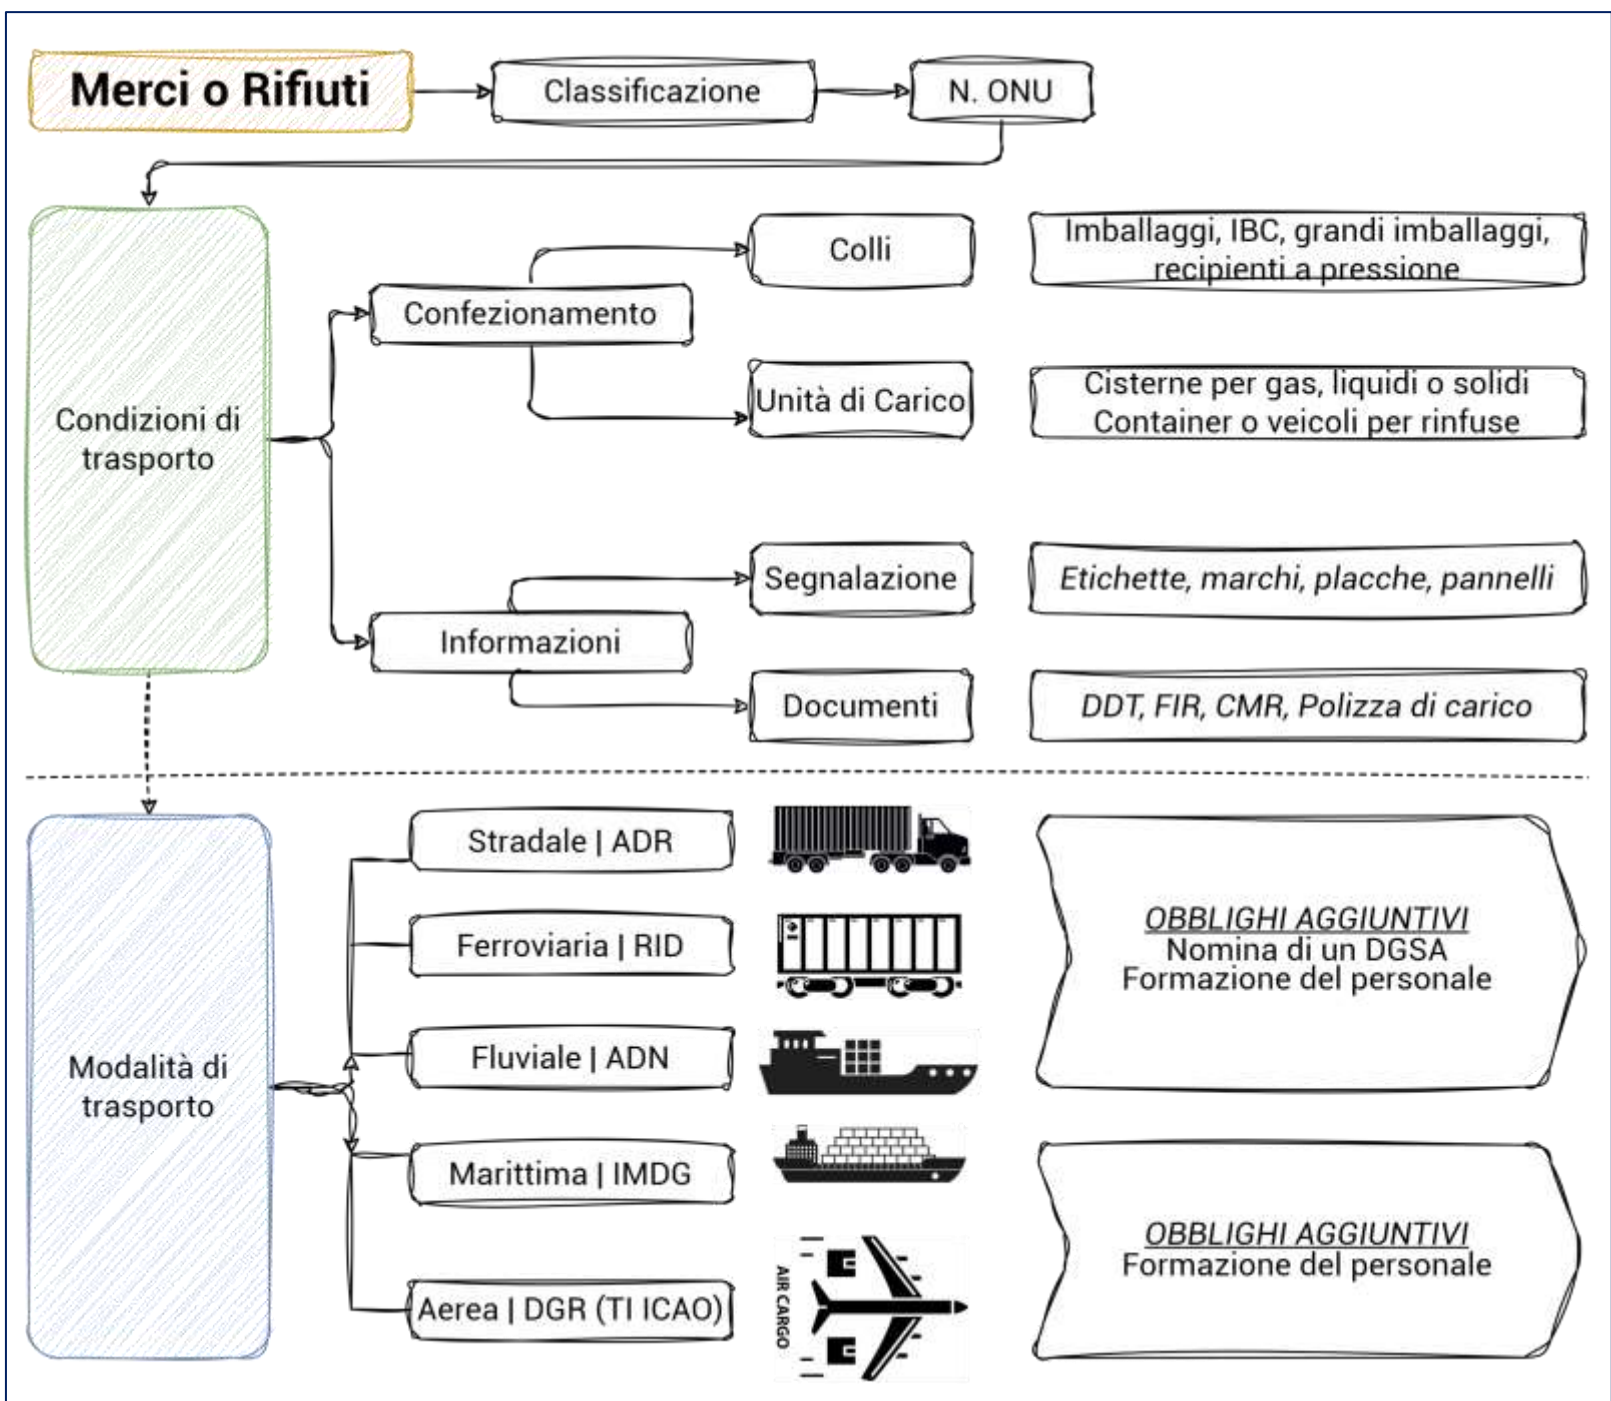 Merci o Rifiuti
Classificazione
N. ONU
Condizioni di
trasporto
Confezionamento
Colli
Imballaggi, IBC, grandi imballaggi,
recipienti a pressione
Unità di Carico
Cisterne per gas, liquidi o solidi
Container o veicoli per rinfuse
Informazioni
Segnalazione
Etichette, marchi, placche, pannelli
Documenti
DDT, FIR, CMR, Polizza di carico
Modalità di
trasporto
Stradale | ADR
Ferroviaria | RID
Fluviale | ADN
OBBLIGHI AGGIUNTIVI
Nomina di un DGSA
Formazione del personale
Marittima | IMDG
Aerea | DGR (TI ICAO)
AIR CARGO
OBBLIGHI AGGIUNTIVI
Formazione del personale